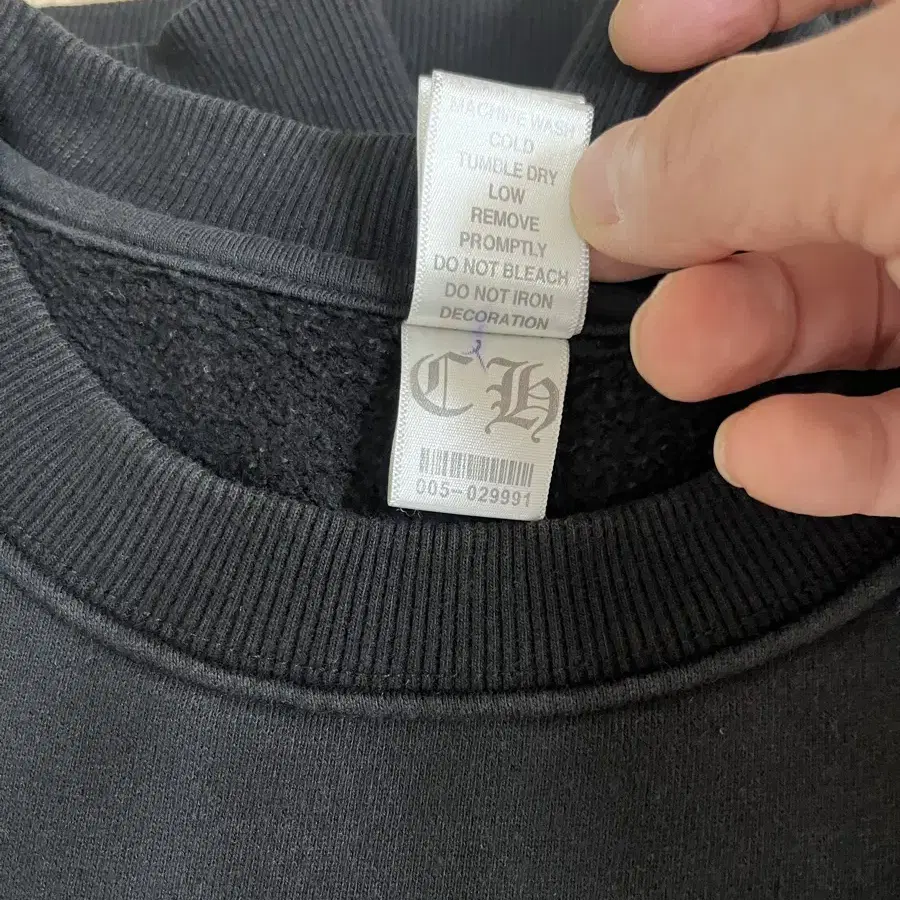 MACHINE WASH
COLD
TUMBLE DRY
LOW
REMOVE
PROMPTLY
DO NOT BLEACH
DO NOT IRON
DECORATION
CH
005-029991